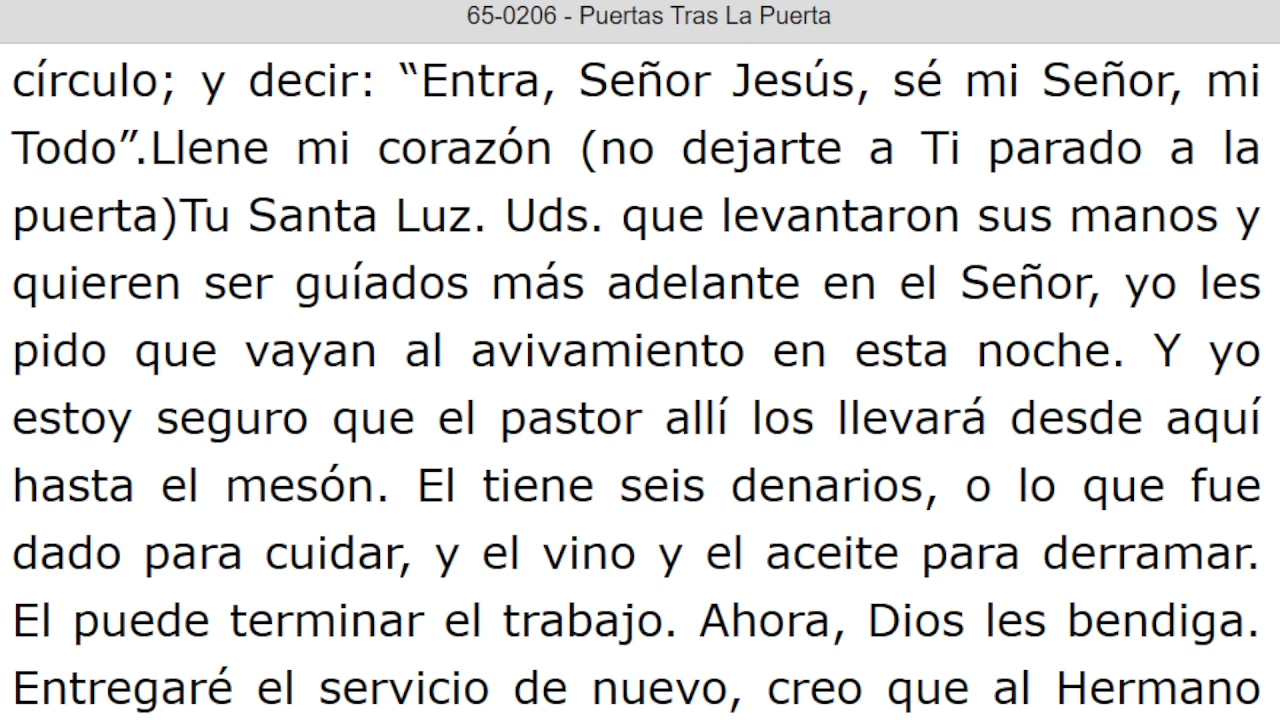 65-0206 - Puertas Tras La Puerta
círculo; y decir: “Entra, Señor Jesús, sé mi Señor, mi
Todo”.Llene mi corazón (no dejarte a Ti parado a la
puerta)Tu Santa Luz. Uds. que levantaron sus manos y
quieren ser guíados más adelante en el Señor, yo les
pido que vayan al avivamiento en esta noche. Y yo
estoy seguro que el pastor allí los llevará desde aquí
hasta el mesón. El tiene seis denarios, o lo que fue
dado para cuidar, y el vino y el aceite para derramar.
El puede terminar el trabajo. Ahora, Dios les bendiga.
Entregaré el servicio de nuevo, creo que al Hermano